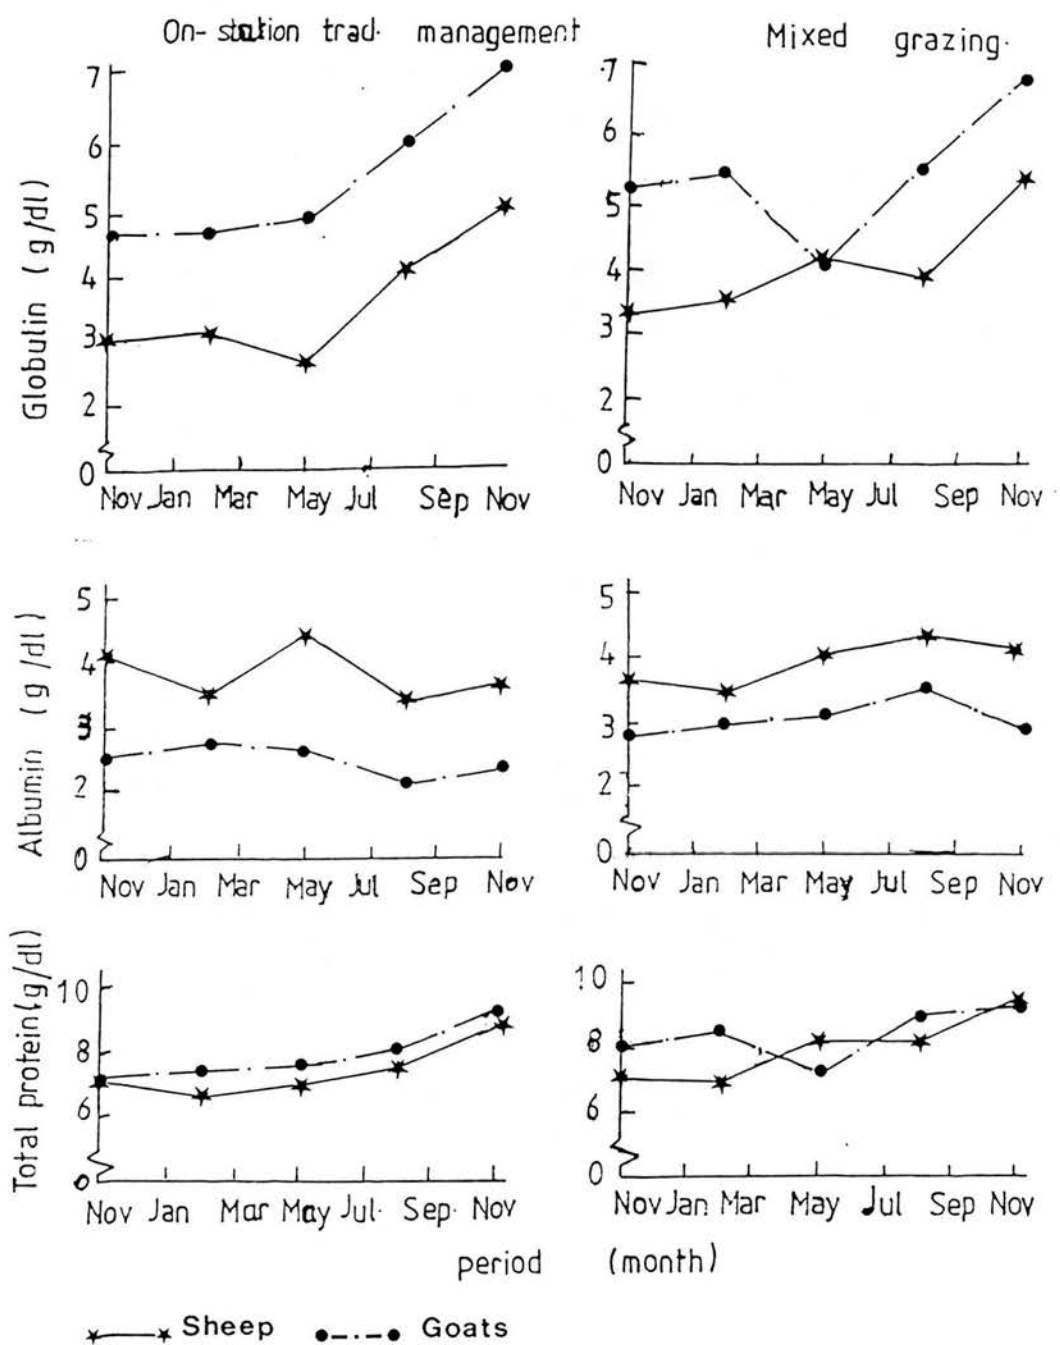 On-station trad. management
Mixed grazing.
Globulin (g/dl)
7
6
5
4
3
2
0
Nov Jan Mar May Jul Sep Nov
7
6
5
4
3
2
0
Nov Jan Mar May Jul Sep Nov
Albumin (g/dl)
5
4
3
2
0
Nov Jan Mar May Jul Sep Nov
5
4
3
2
0
Nov Jan Mar May Jul Sep Nov
Total protein (g/dl)
10
8
6
0
Nov Jan Mar May Jul. Sep. Nov
10
8
6
0
Nov Jan. Mar May Jul Sep Nov
period (month)
Sheep Goats